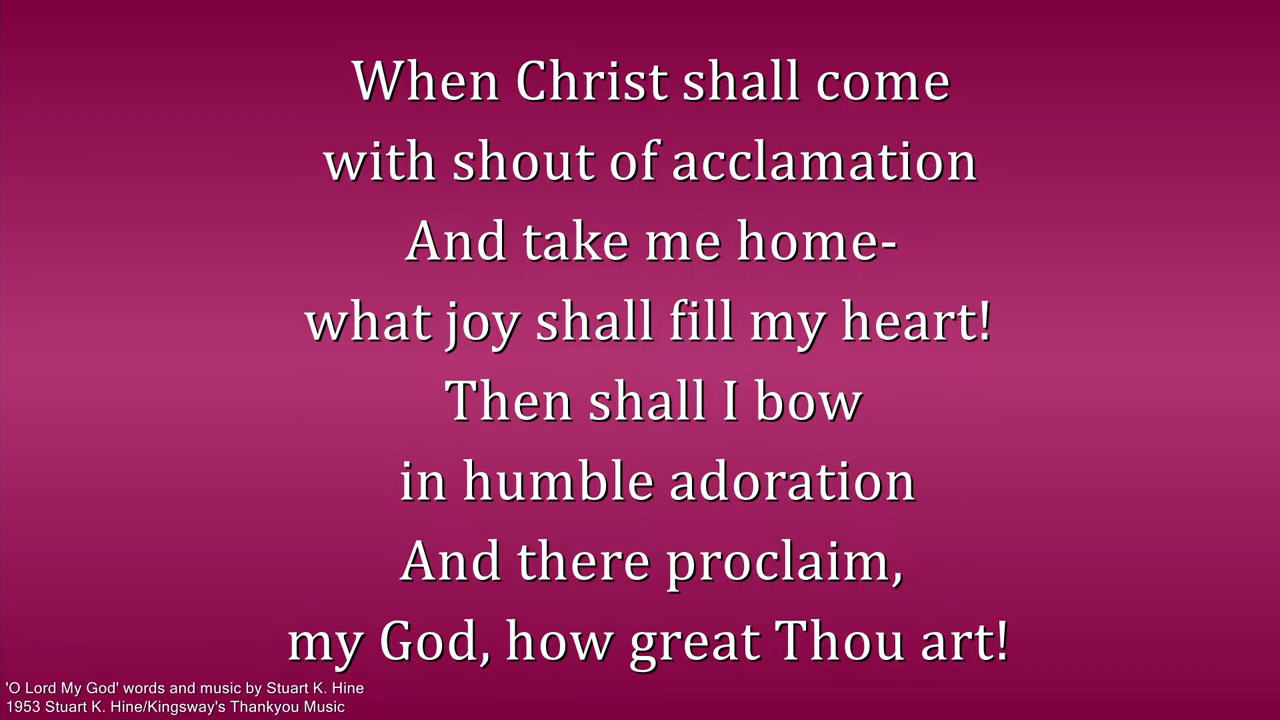 When Christ shall come
with shout of acclamation
And take me home-
what joy shall fill my heart!
Then shall I bow
in humble adoration
And there proclaim,
my God, how great Thou art!
'O Lord My God' words and music by Stuart K. Hine
1953 Stuart K. Hine/Kingsway's Thankyou Music